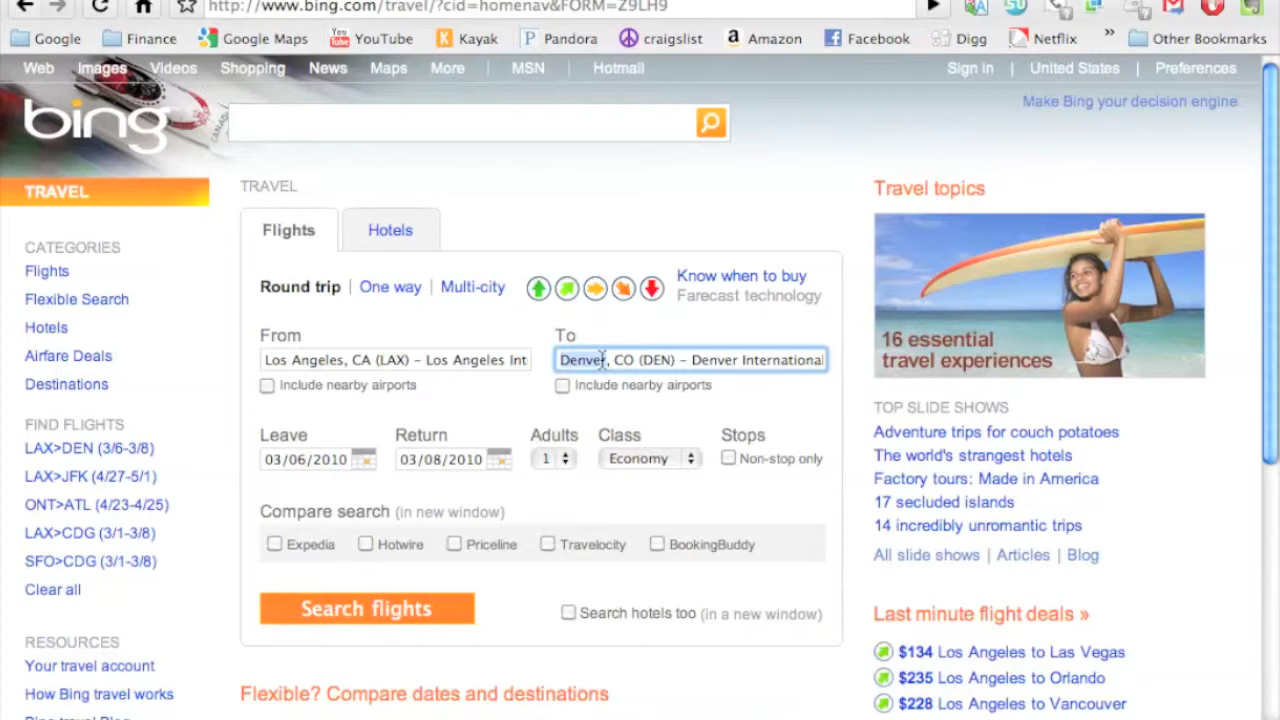 http://www.bing.com/travel/?cid=homenav&FORM=Z9LH9
Google Finance Google Maps YouTube Kayak Pandora craigslist Amazon Facebook Digg Netflix » Other Bookmarks
Web Images Videos Shopping News Maps More | MSN | Hotmail Sign in | United States | Preferences
Make Bing your decision engine
bing
TRAVEL
CATEGORIES
Flights
Flexible Search
Hotels
Airfare Deals
Destinations
FIND FLIGHTS
LAX>DEN (3/6-3/8)
LAX>JFK (4/27-5/1)
ONT>ATL (4/23-4/25)
LAX>CDG (3/1-3/8)
SFO>CDG (3/1-3/8)
Clear all
RESOURCES
Your travel account
How Bing travel works
Bing travel Blog
TRAVEL
Flights Hotels
Round trip | One way | Multi-city
Know when to buy
Farecast technology
From To
Los Angeles, CA (LAX) – Los Angeles Int Denver, CO (DEN) – Denver International
Include nearby airports Include nearby airports
Leave Return Adults Class Stops
03/06/2010 03/08/2010 1 Economy Non-stop only
Compare search (in new window)
Expedia Hotwire Priceline Travelocity BookingBuddy
Search flights Search hotels too (in a new window)
Flexible? Compare dates and destinations
Travel topics
16 essential
travel experiences
TOP SLIDE SHOWS
Adventure trips for couch potatoes
The world's strangest hotels
Factory tours: Made in America
17 secluded islands
14 incredibly unromantic trips
All slide shows | Articles | Blog
Last minute flight deals »
$134 Los Angeles to Las Vegas
$235 Los Angeles to Orlando
$228 Los Angeles to Vancouver